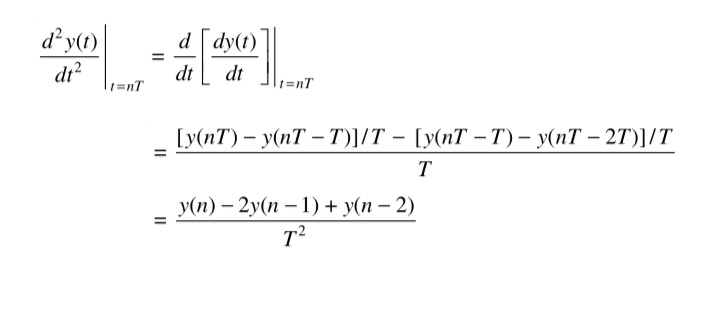 d²y(t)/dt² |ₜ₌ₙT = d/dt [dy(t)/dt] |ₜ₌ₙT
= [y(nT) – y(nT – T)]/T – [y(nT – T) – y(nT – 2T)]/T / T
= y(n) – 2y(n – 1) + y(n – 2) / T²